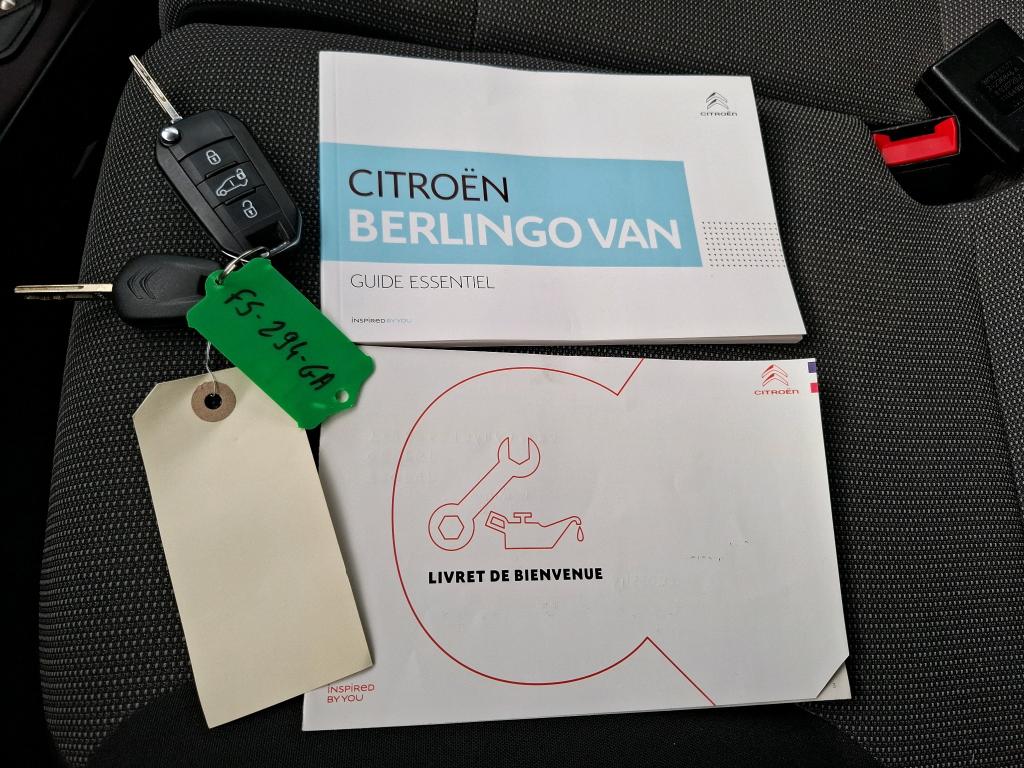 CITROËN
CITROËN
BERLINGO VAN
GUIDE ESSENTIEL
INSPIRED BY YOU
FS-294-GA
CITROËN
LIVRET DE BIENVENUE
INSPIRED
BY YOU